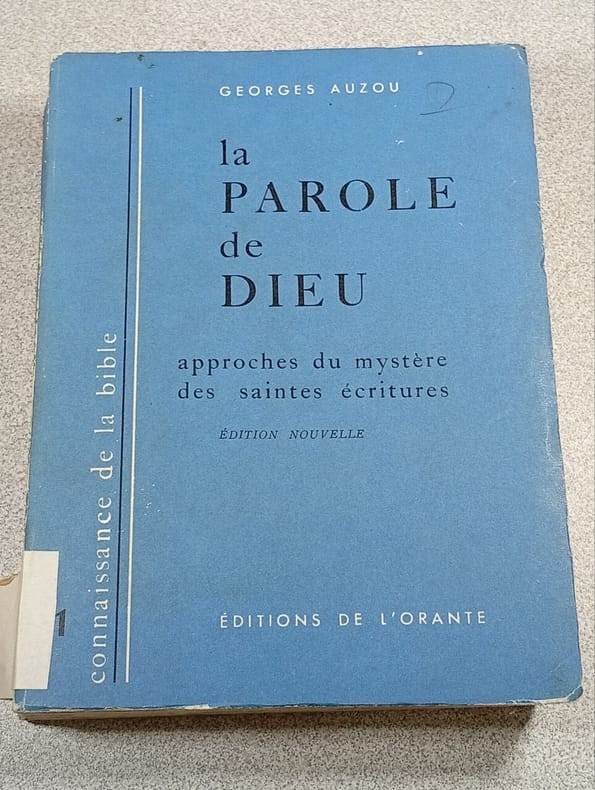 GEORGES AUZOU
la
PAROLE
de
DIEU
approches du mystère
des saintes écritures
ÉDITION NOUVELLE
connaissance de la bible
1
ÉDITIONS DE L'ORANTE